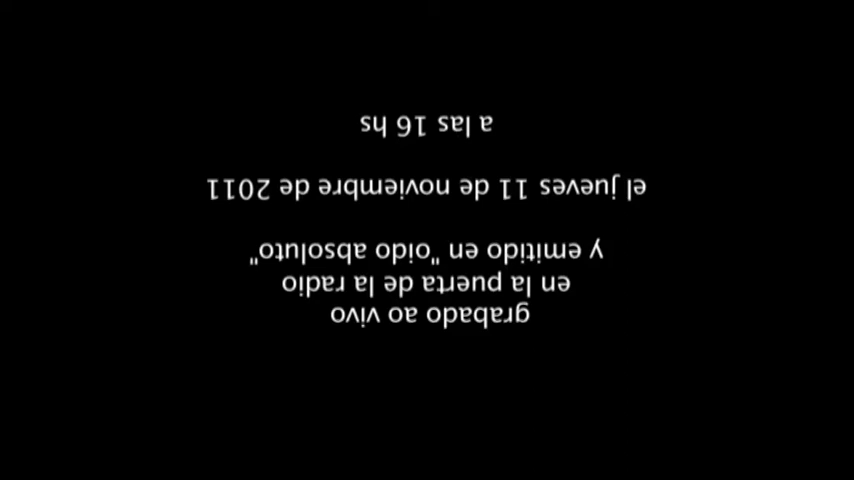 grabado ao vivo
en la puerta de la radio
y emitido en "oido absoluto"
el jueves 11 de noviembre de 2011
a las 16 hs